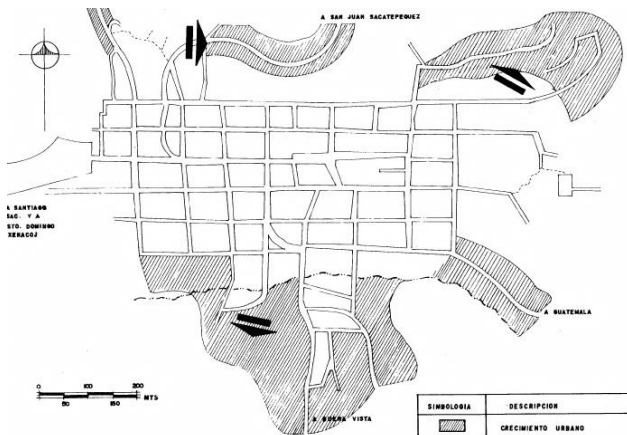 A SAN JUAN SACATEPEQUEZ
A SANTIAGO
SAC. Y A
STO. DOMINGO
XENACOJ
A GUATEMALA
0 100 200
50 150
MTS
A BUENA VISTA
SIMBOLOGIA DESCRIPCION
CRECIMIENTO URBANO